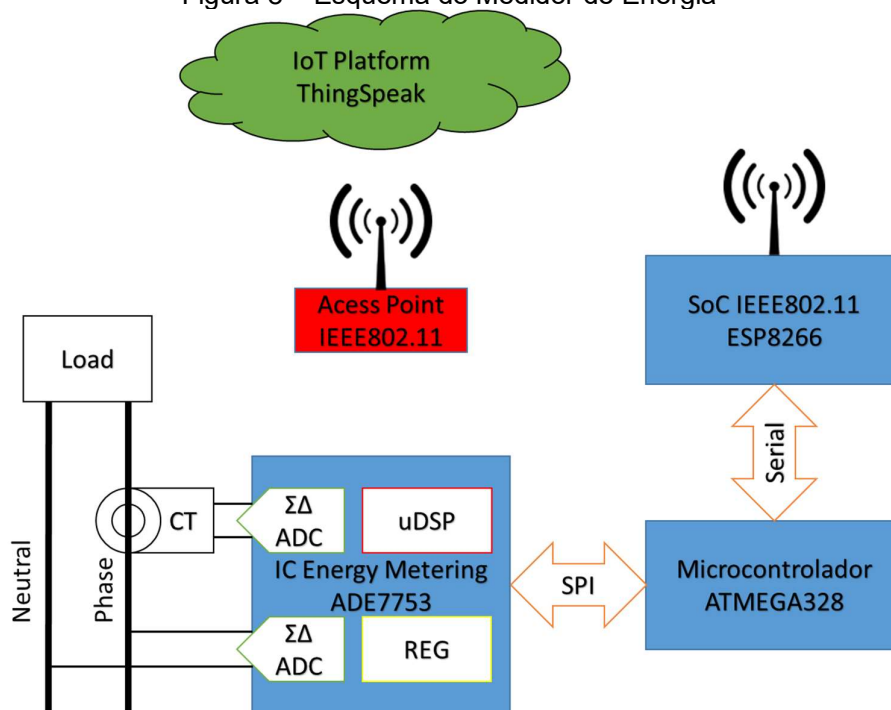 Figura 3 – Esquema do Medidor de Energia
IoT Platform
ThingSpeak
Acess Point
IEEE802.11
SoC IEEE802.11
ESP8266
Load
Serial
Neutral
Phase
CT
ΣΔ
ADC
uDSP
IC Energy Metering
ADE7753
ΣΔ
ADC
REG
SPI
Microcontrolador
ATMEGA328